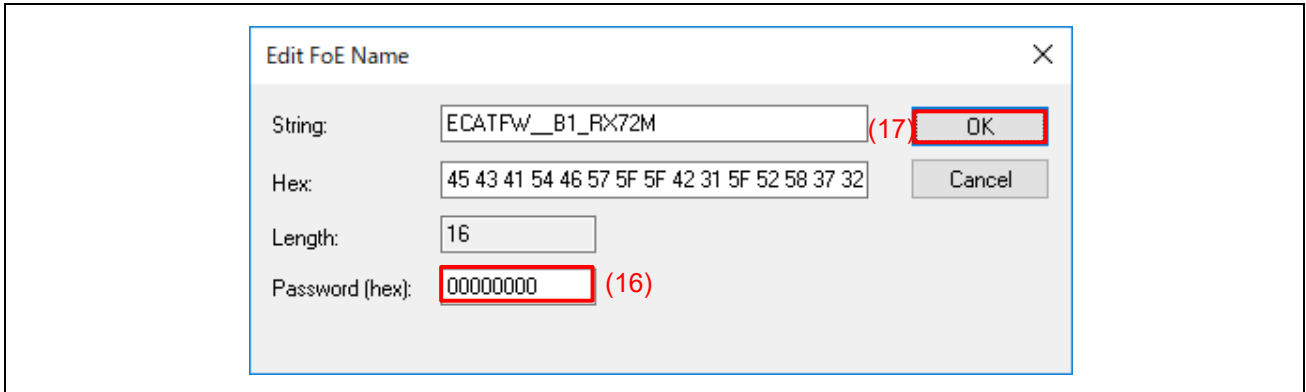 Edit FoE Name
String: ECATFW__B1_RX72M (17) OK
Hex: 45 43 41 54 46 57 5F 5F 42 31 5F 52 58 37 32 Cancel
Length: 16
Password (hex): 00000000 (16)